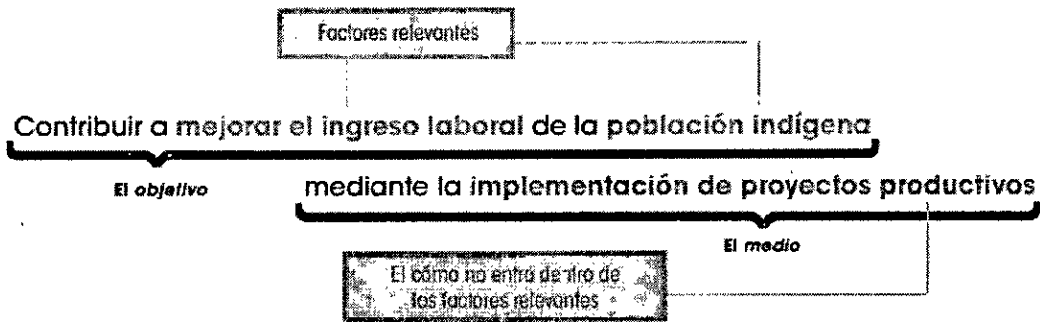 Factores relevantes
Contribuir a mejorar el ingreso laboral de la población indígena
El objetivo
mediante la implementación de proyectos productivos
El medio
El cómo no entra dentro de
los factores relevantes